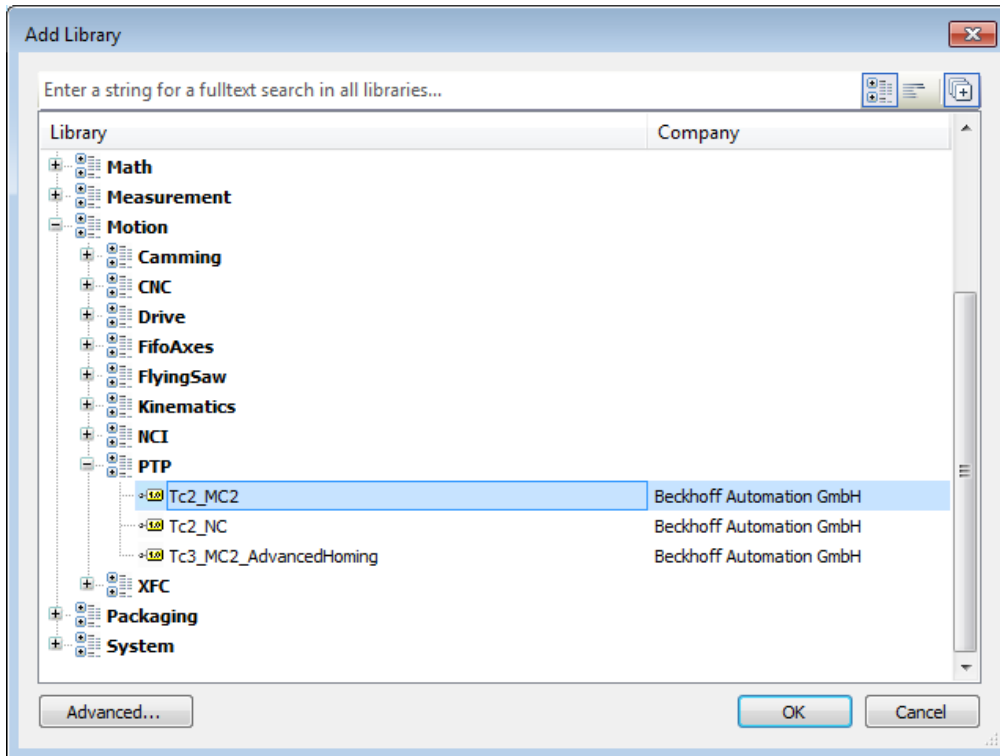 Add Library
Enter a string for a fulltext search in all libraries...
Library Company
Math
Measurement
Motion
Camming
CNC
Drive
FifoAxes
FlyingSaw
Kinematics
NCI
PTP
Tc2_MC2 Beckhoff Automation GmbH
Tc2_NC Beckhoff Automation GmbH
Tc3_MC2_AdvancedHoming Beckhoff Automation GmbH
XFC
Packaging
System
Advanced... OK Cancel